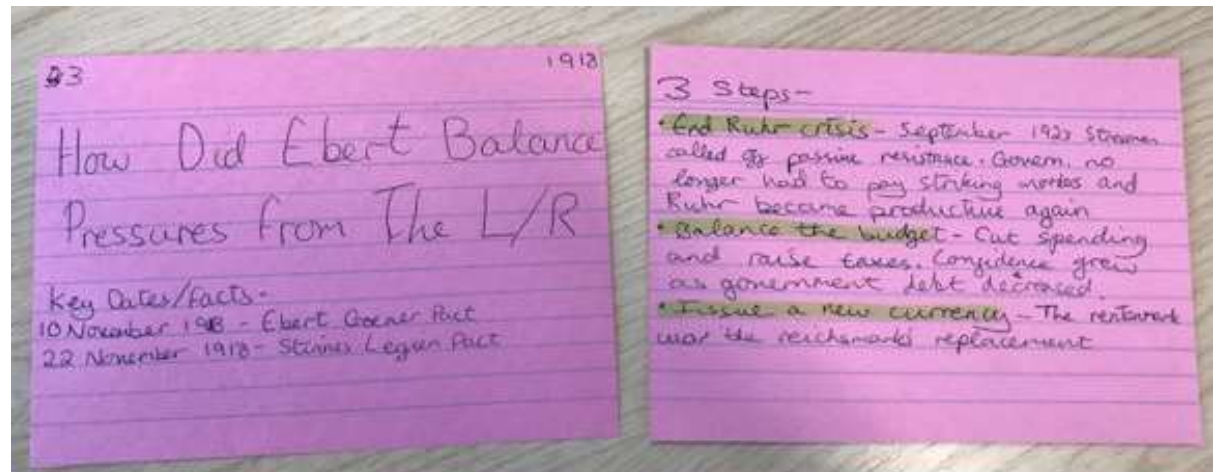 23
1918
How Did Ebert Balance
Pressures From The L/R
Key Dates/Facts-
10 November 1918 - Ebert Groener Pact
22 November 1918 - Stinnes Legien Pact
3 Steps-
• End Ruhr crisis - September 1923
called off passive resistance. Govern. no
longer had to pay striking workers and
Ruhr became productive again
• Balance the budget - Cut spending
and raise taxes. Confidence grew
as government debt decreased.
• Issue a new currency - The rentenmark
was the reichsmarks replacement